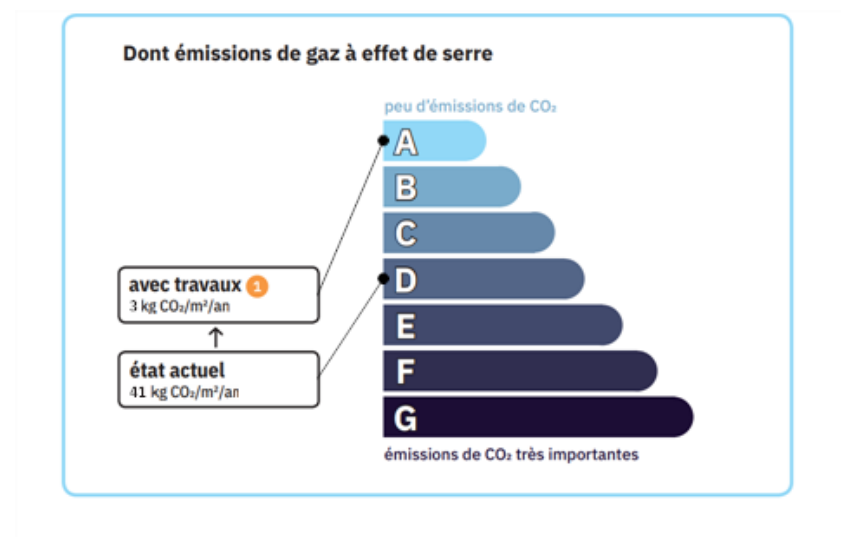 Dont émissions de gaz à effet de serre
peu d'émissions de CO₂
A
B
C
D
E
F
G
émissions de CO₂ très importantes
avec travaux 1
3 kg CO₂/m²/an
↑
état actuel
41 kg CO₂/m²/an